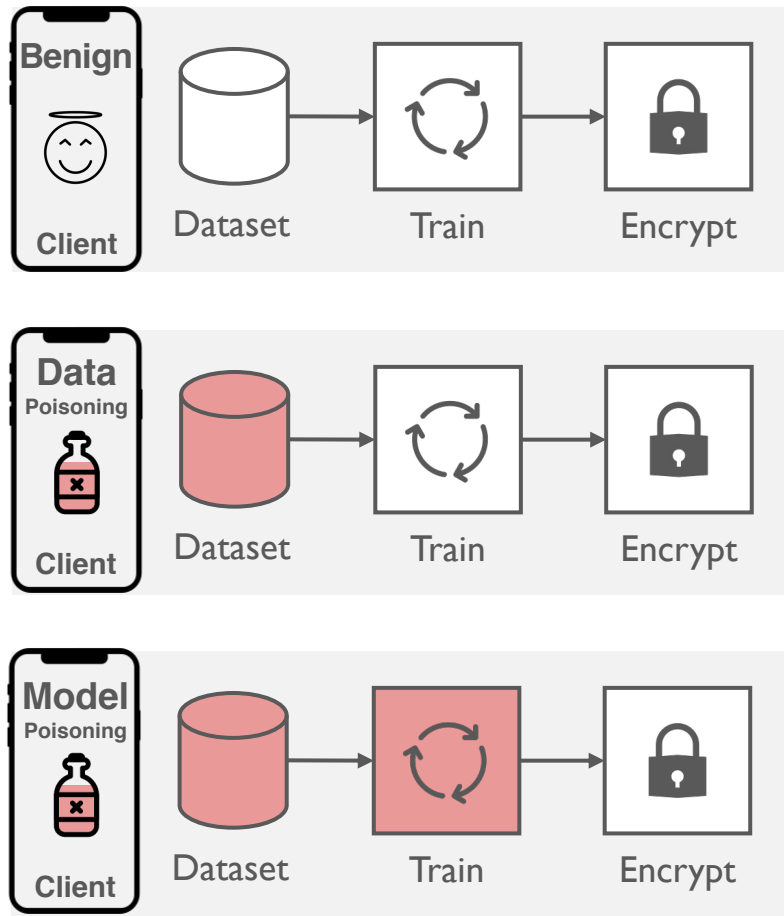 Benign
Client
Dataset
Train
Encrypt
Data
Poisoning
Client
Dataset
Train
Encrypt
Model
Poisoning
Client
Dataset
Train
Encrypt